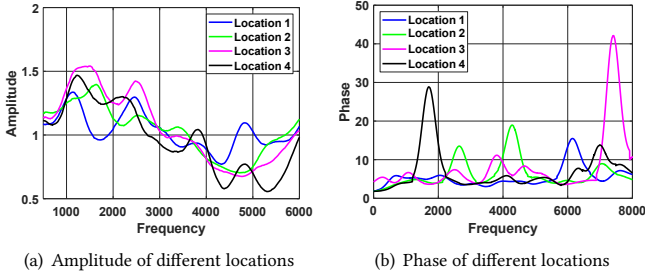 2
1.5
1
0.5
Amplitude
1000 2000 3000 4000 5000 6000
Frequency
Location 1
Location 2
Location 3
Location 4
(a) Amplitude of different locations
50
40
30
20
10
0
Phase
0 2000 4000 6000 8000
Frequency
Location 1
Location 2
Location 3
Location 4
(b) Phase of different locations